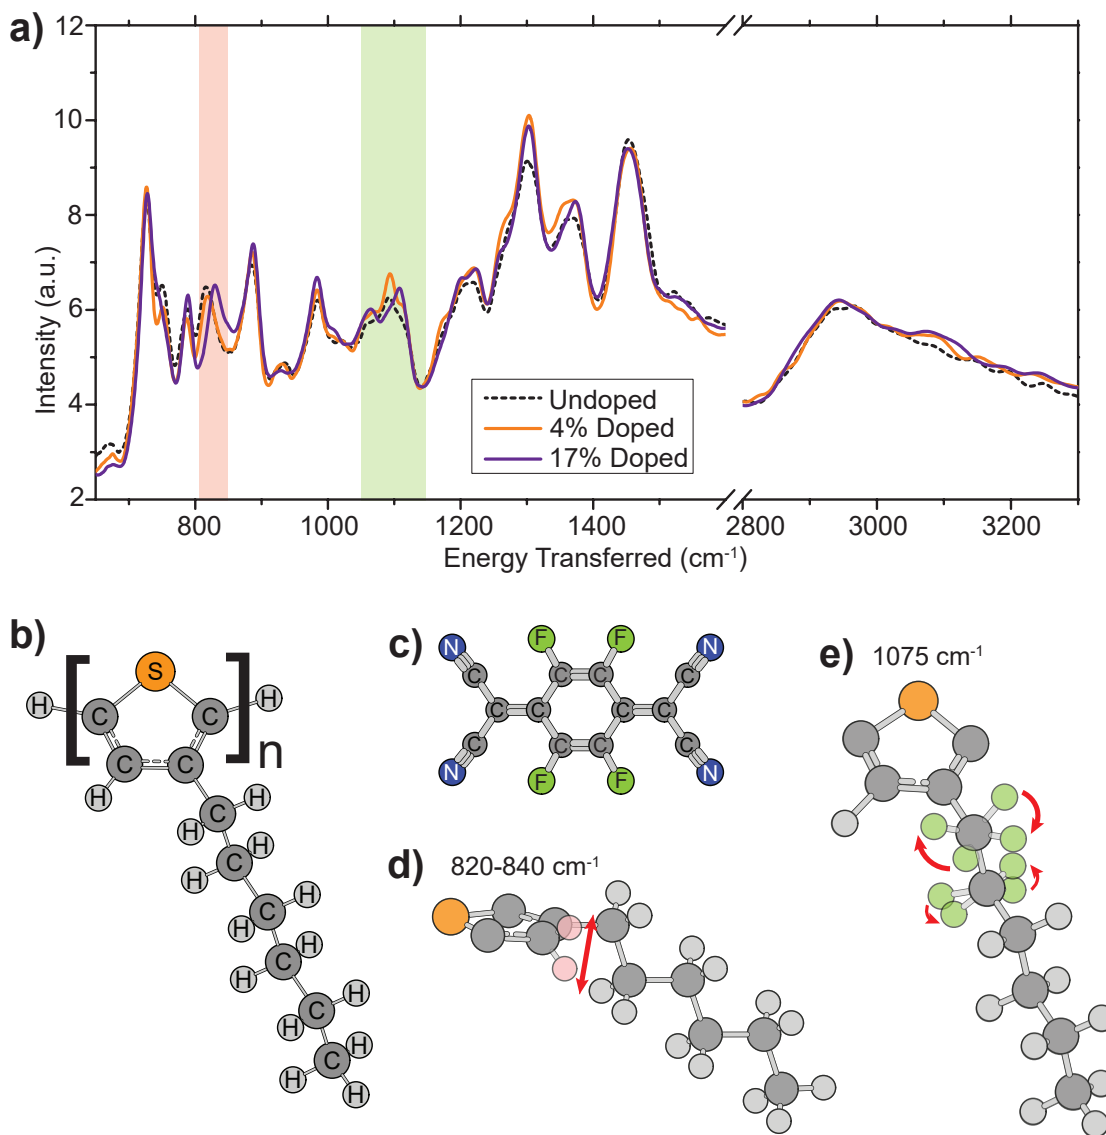 a)
12
10
8
6
4
2
Intensity (a.u.)
Undoped
4% Doped
17% Doped
800 1000 1200 1400 2800 3000 3200
Energy Transferred (cm⁻¹)
b)
S
H C C H
n
C C
H
C H
H
C H
H
C H
H
C H
H
C H
H
C H
H H
c)
N F F N
C C C C
C C C C
C C C C
N F F N
d)
820-840 cm⁻¹
e)
1075 cm⁻¹